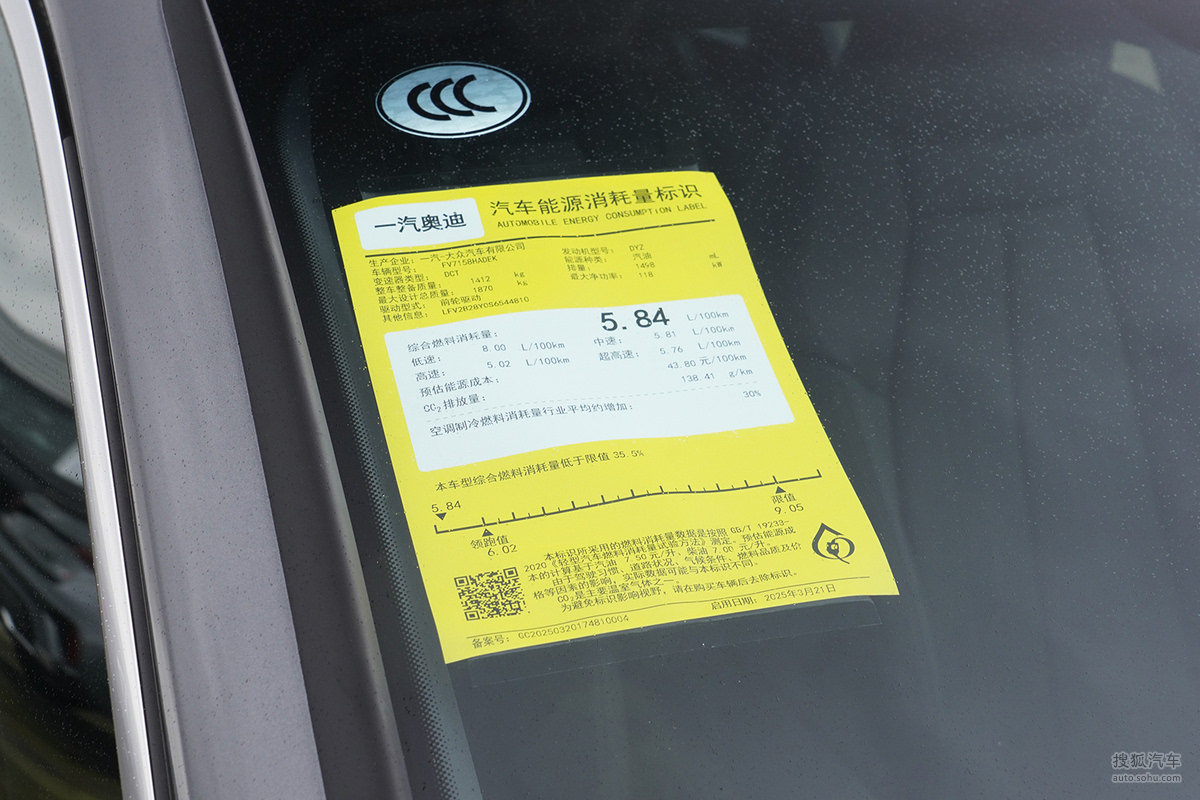 CCC
一汽奥迪
汽车能源消耗量标识
AUTOMOBILE ENERGY CONSUMPTION LABEL
生产企业: 一汽-大众汽车有限公司
车辆型号: FV7158HADEK 发动机型号: DYZ
变速器类型: DCT 能源种类: 汽油
整车整备质量: 1412 kg 排量: 1498 mL
最大设计总质量: 1870 kg 最大净功率: 118 kW
驱动型式: 前轮驱动
其他信息: LFV2B28YCS6544810
综合燃料消耗量: 5.84 L/100km
低速: 8.00 L/100km 中速: 5.81 L/100km
高速: 5.02 L/100km 超高速: 5.76 L/100km
预估能源成本: 43.80 元/100km
CO₂排放量: 138.41 g/km
空调制冷燃料消耗量行业平均约增加: 30%
本车型综合燃料消耗量低于限值 35.5%
5.84
领跑值
6.02
限值
9.05
本标识所采用的燃料消耗量数据是按照 GB/T 19233-
2020《轻型汽车燃料消耗量试验方法》测定。预估能源成
本的计算基于汽油 7.50 元/升、柴油 7.00 元/升。
由于驾驶习惯、道路状况、气候条件、燃料品质及价
格等因素的影响，实际数据可能与本标识不同。
CO₂是主要温室气体之一。
为避免标识影响视野，请在购买车辆后去除标识。
备案号: GC20250320174810004 启用日期: 2025年3月21日
搜狐汽车
auto.sohu.com